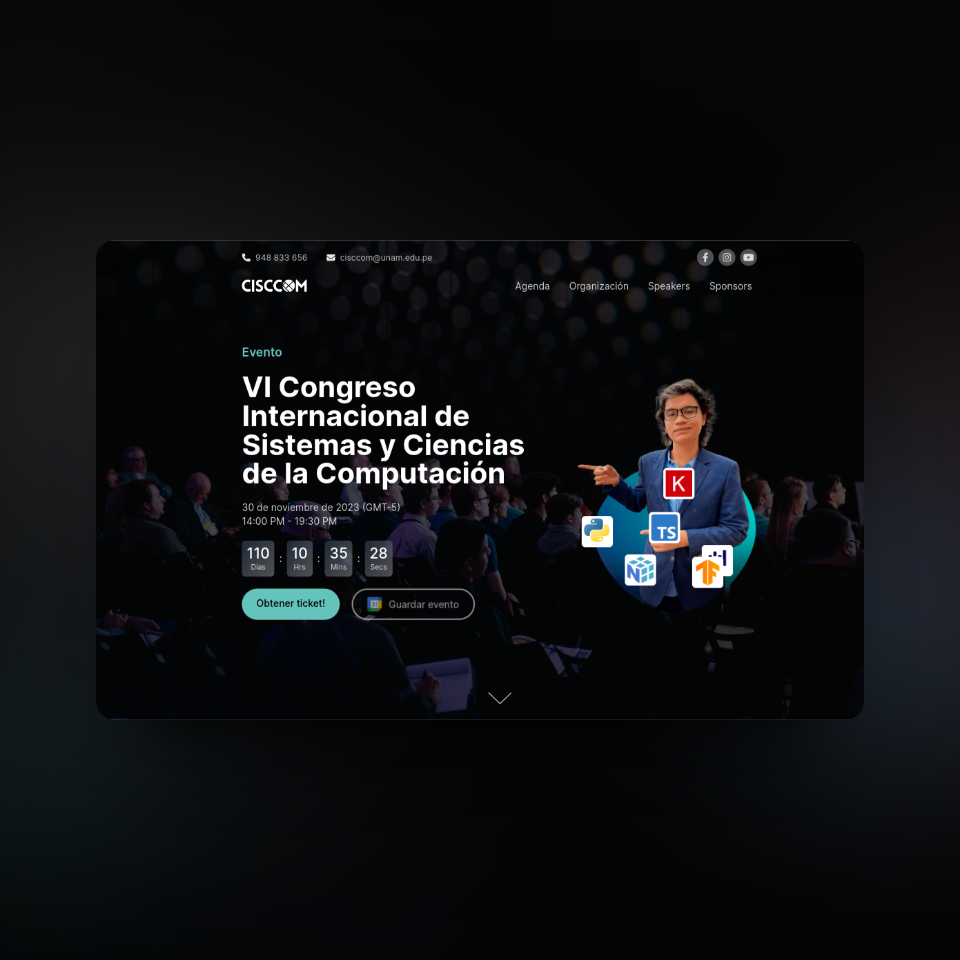 948 833 656
cisccom@unam.edu.pe
CISCCOM
Agenda
Organización
Speakers
Sponsors
Evento
VI Congreso
Internacional de
Sistemas y Ciencias
de la Computación
30 de noviembre de 2023 (GMT-5)
14:00 PM - 19:30 PM
110 : 10 : 35 : 28
Días Hrs Mins Secs
Obtener ticket!
Guardar evento
K
TS
N